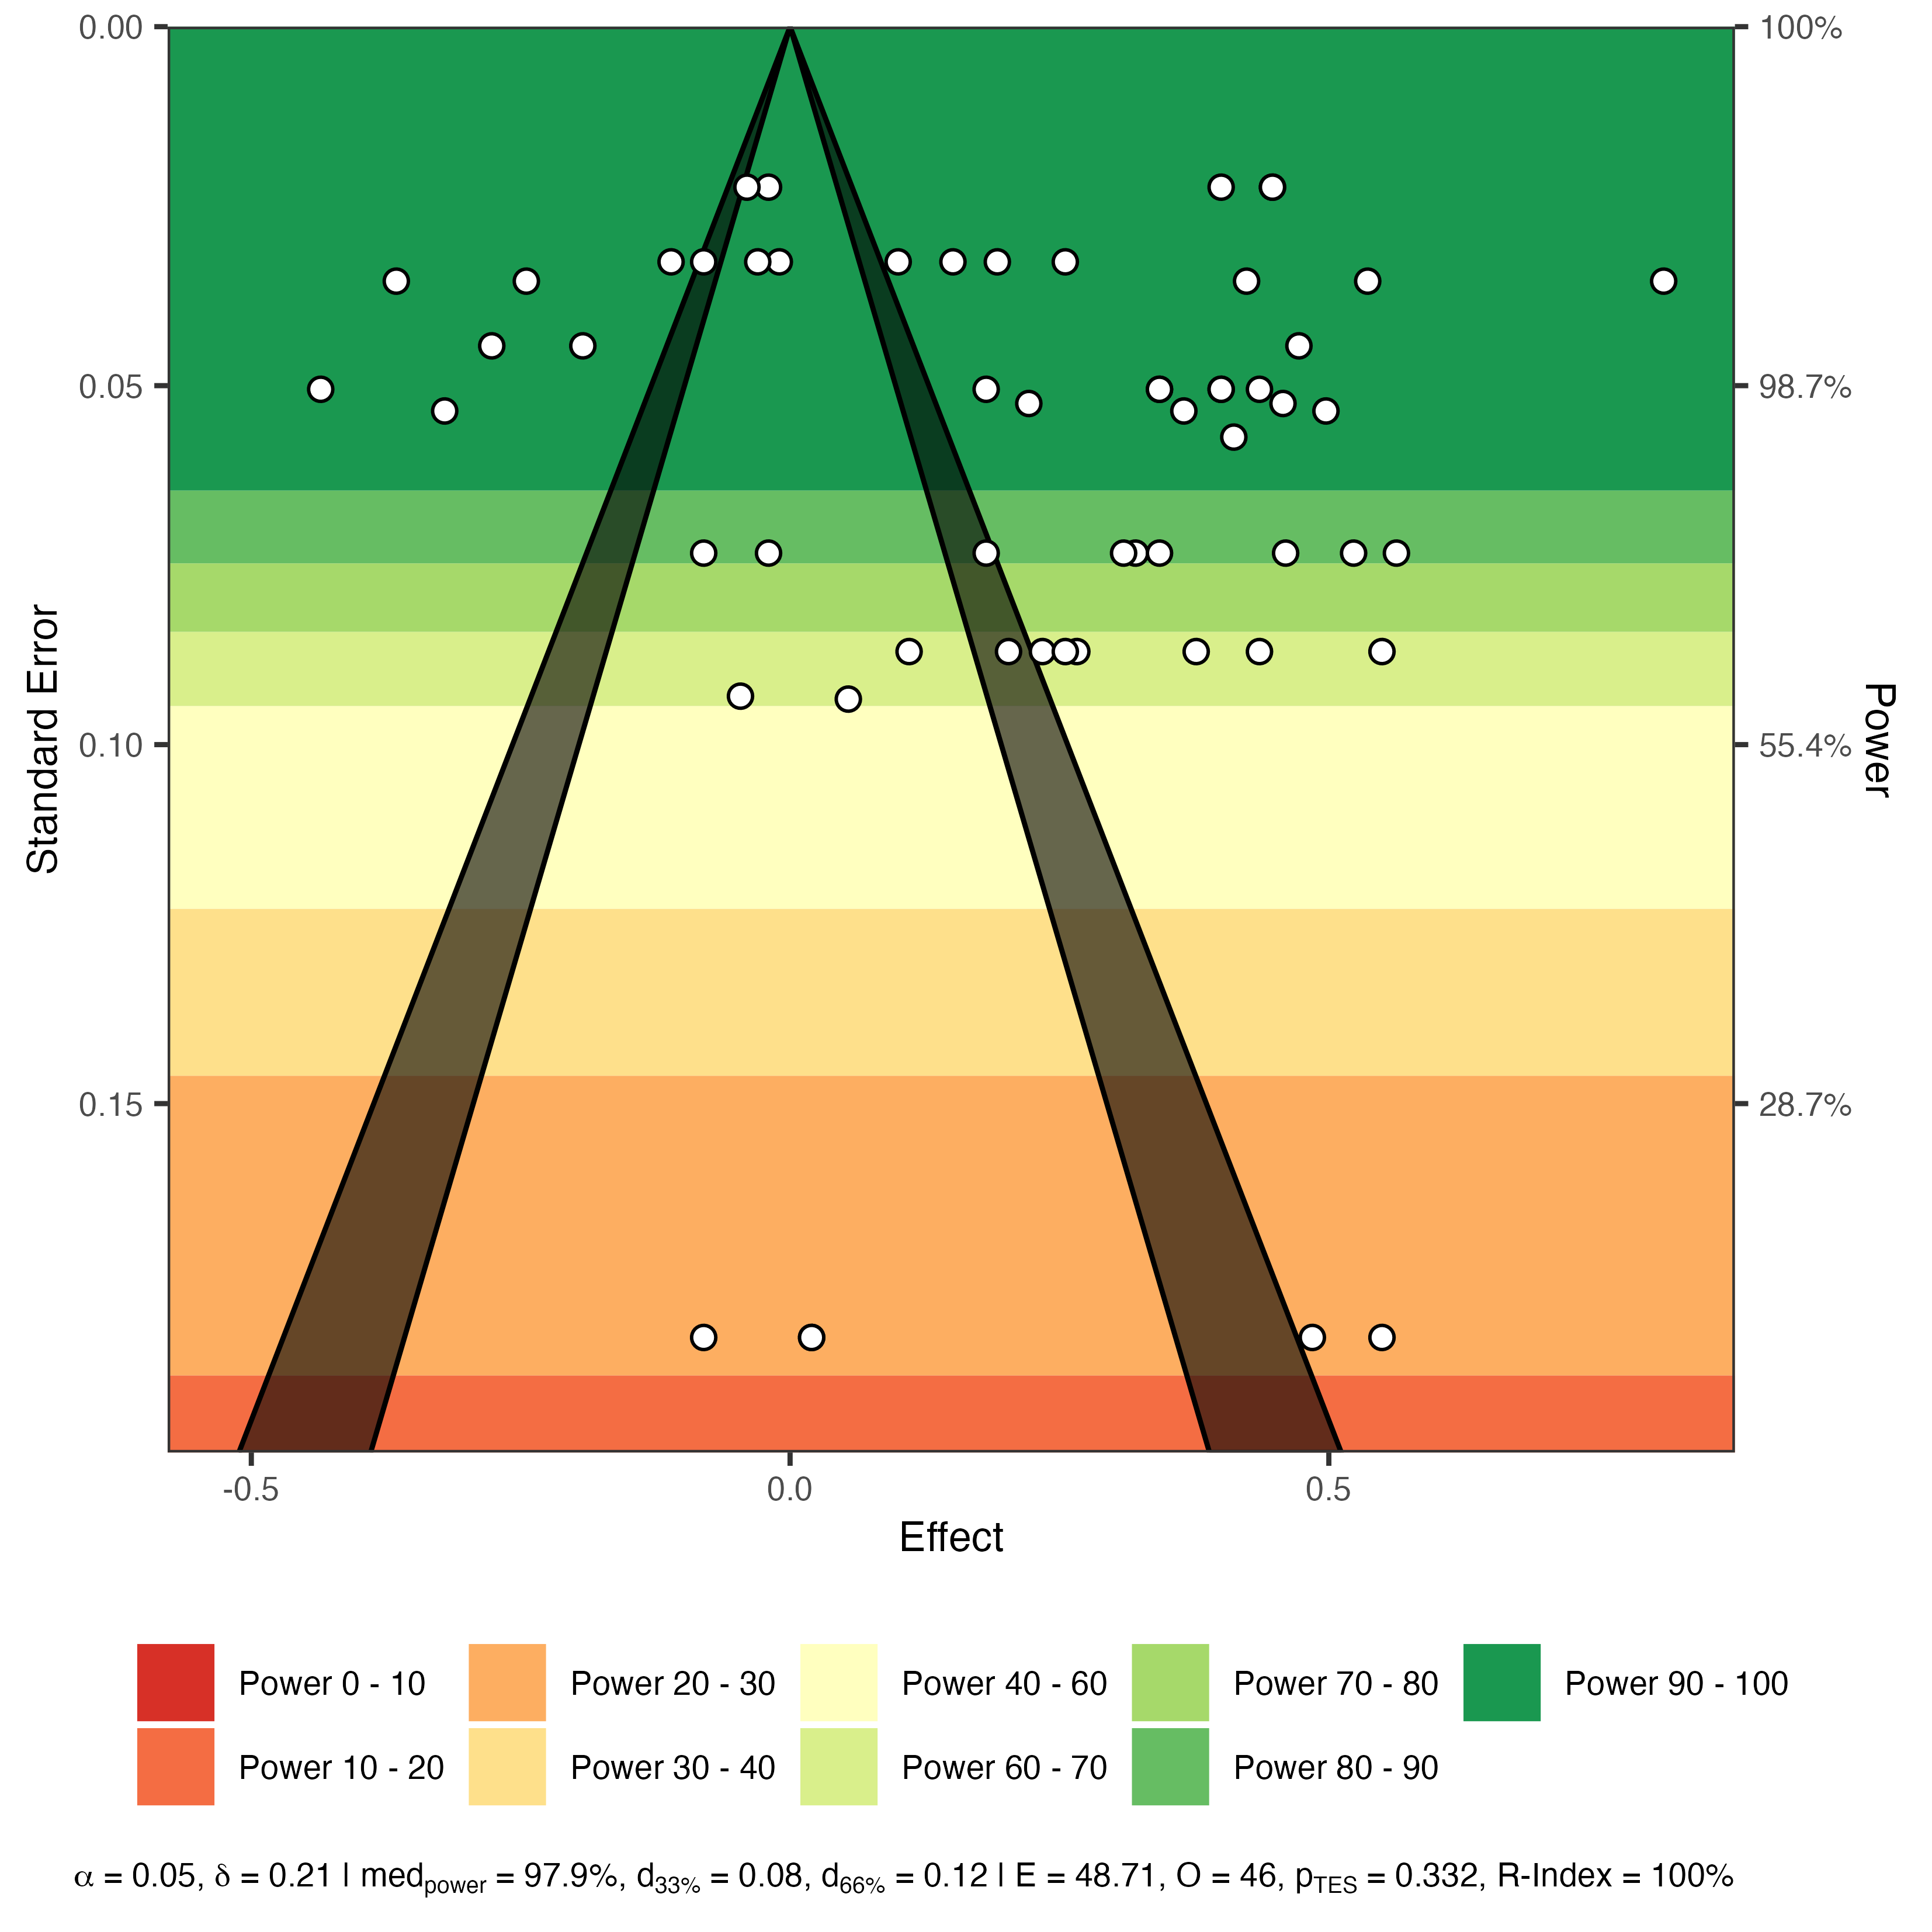 0.00
0.05
0.10
0.15
Standard Error
100%
98.7%
55.4%
28.7%
Power
-0.5
0.0
0.5
Effect
Power 0 - 10
Power 20 - 30
Power 40 - 60
Power 70 - 80
Power 90 - 100
Power 10 - 20
Power 30 - 40
Power 60 - 70
Power 80 - 90
α = 0.05, δ = 0.21 | med_power = 97.9%, d_33% = 0.08, d_66% = 0.12 | E = 48.71, O = 46, p_TES = 0.332, R-Index = 100%